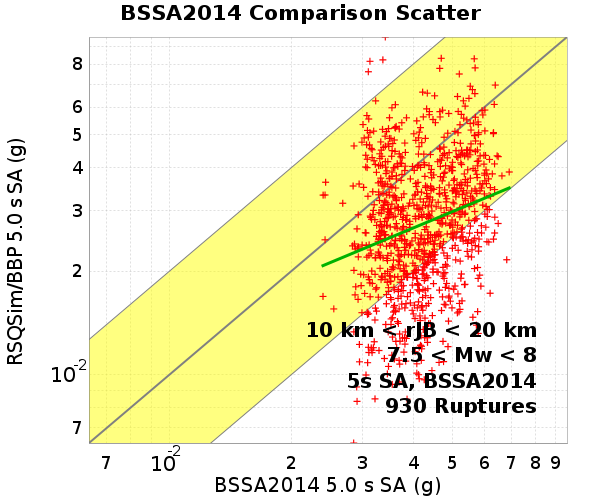 BSSA2014 Comparison Scatter
RSQSim/BBP 5.0 s SA (g)
8
6
5
4
3
2
10-2
7
10 km < rJB < 20 km
7.5 < Mw < 8
5s SA, BSSA2014
930 Ruptures
7 10-2 2 3 4 5 6 7 8 9
BSSA2014 5.0 s SA (g)